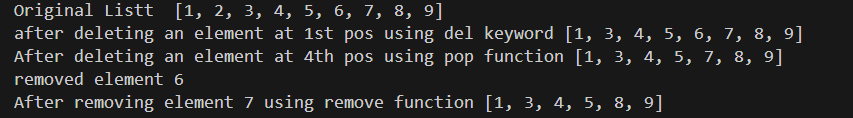 Original Listt  [1, 2, 3, 4, 5, 6, 7, 8, 9]
after deleting an element at 1st pos using del keyword [1, 3, 4, 5, 6, 7, 8, 9]
After deleting an element at 4th pos using pop function [1, 3, 4, 5, 7, 8, 9]
removed element 6
After removing element 7 using remove function [1, 3, 4, 5, 8, 9]